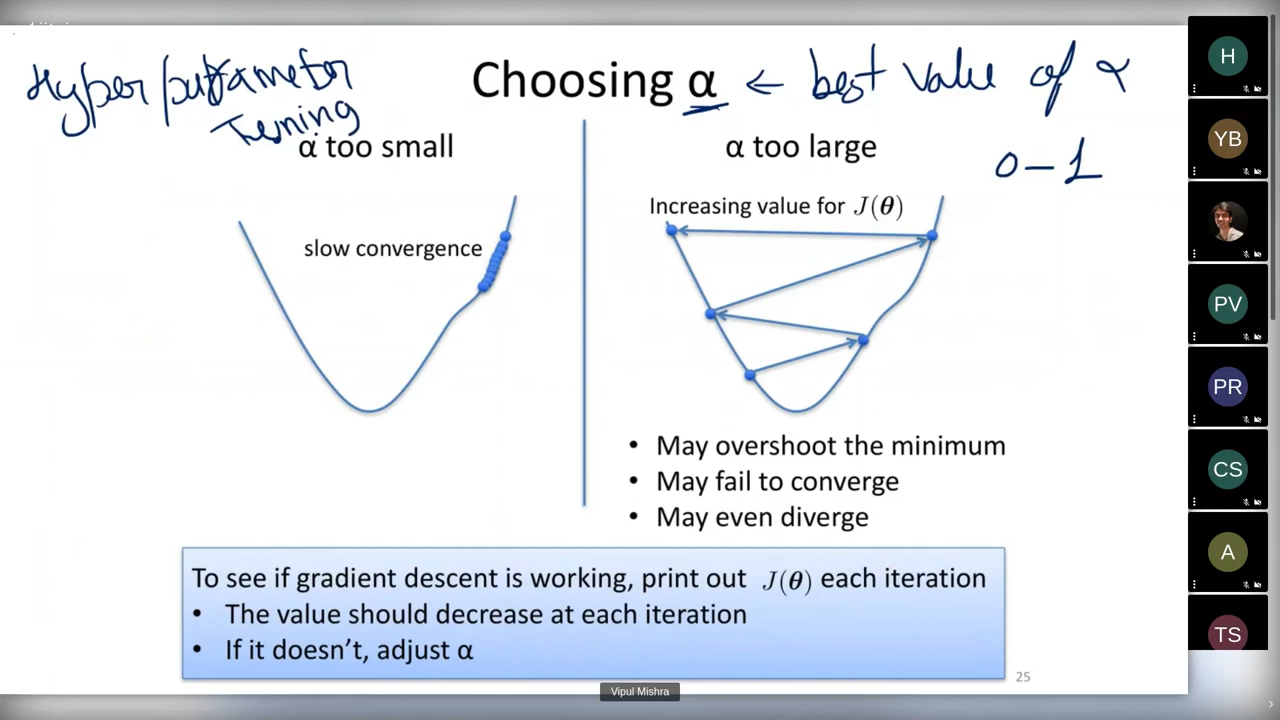 Hyper parameter
Tuning
Choosing α ← best value of α
0 – 1
α too small
α too large
slow convergence
Increasing value for J(θ)
• May overshoot the minimum
• May fail to converge
• May even diverge
To see if gradient descent is working, print out J(θ) each iteration
• The value should decrease at each iteration
• If it doesn't, adjust α
25
Vipul Mishra
H
YB
PV
PR
CS
A
TS